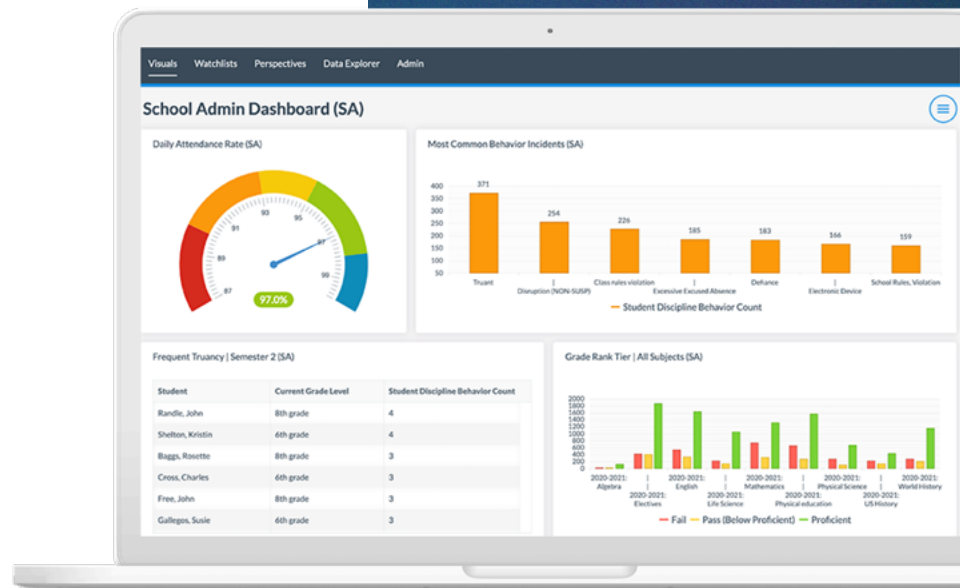 Visuals Watchlists Perspectives Data Explorer Admin
School Admin Dashboard (SA)
Daily Attendance Rate (SA)
87
89
91
93
95
97
99
97.0%
Most Common Behavior Incidents (SA)
400
350
300
250
200
150
100
50
371
254
226
185
183
166
159
Truant
Disruption (NON-SUSP)
Class rules violation
Excessive Excused Absence
Defiance
Electronic Device
School Rules, Violation
Student Discipline Behavior Count
Frequent Truancy | Semester 2 (SA)
Student Current Grade Level Student Discipline Behavior Count
Randle, John 8th grade 4
Shelton, Kristin 6th grade 4
Baggs, Rosette 8th grade 3
Cross, Charles 6th grade 3
Free, John 8th grade 3
Gallegos, Susie 6th grade 3
Grade Rank Tier | All Subjects (SA)
2000
1800
1600
1400
1200
1000
800
600
400
200
0
2020-2021:
Algebra
2020-2021:
Electives
2020-2021:
English
2020-2021:
Life Science
2020-2021:
Mathematics
2020-2021:
Physical education
2020-2021:
Physical Science
2020-2021:
US History
2020-2021:
World History
Fail Pass (Below Proficient) Proficient